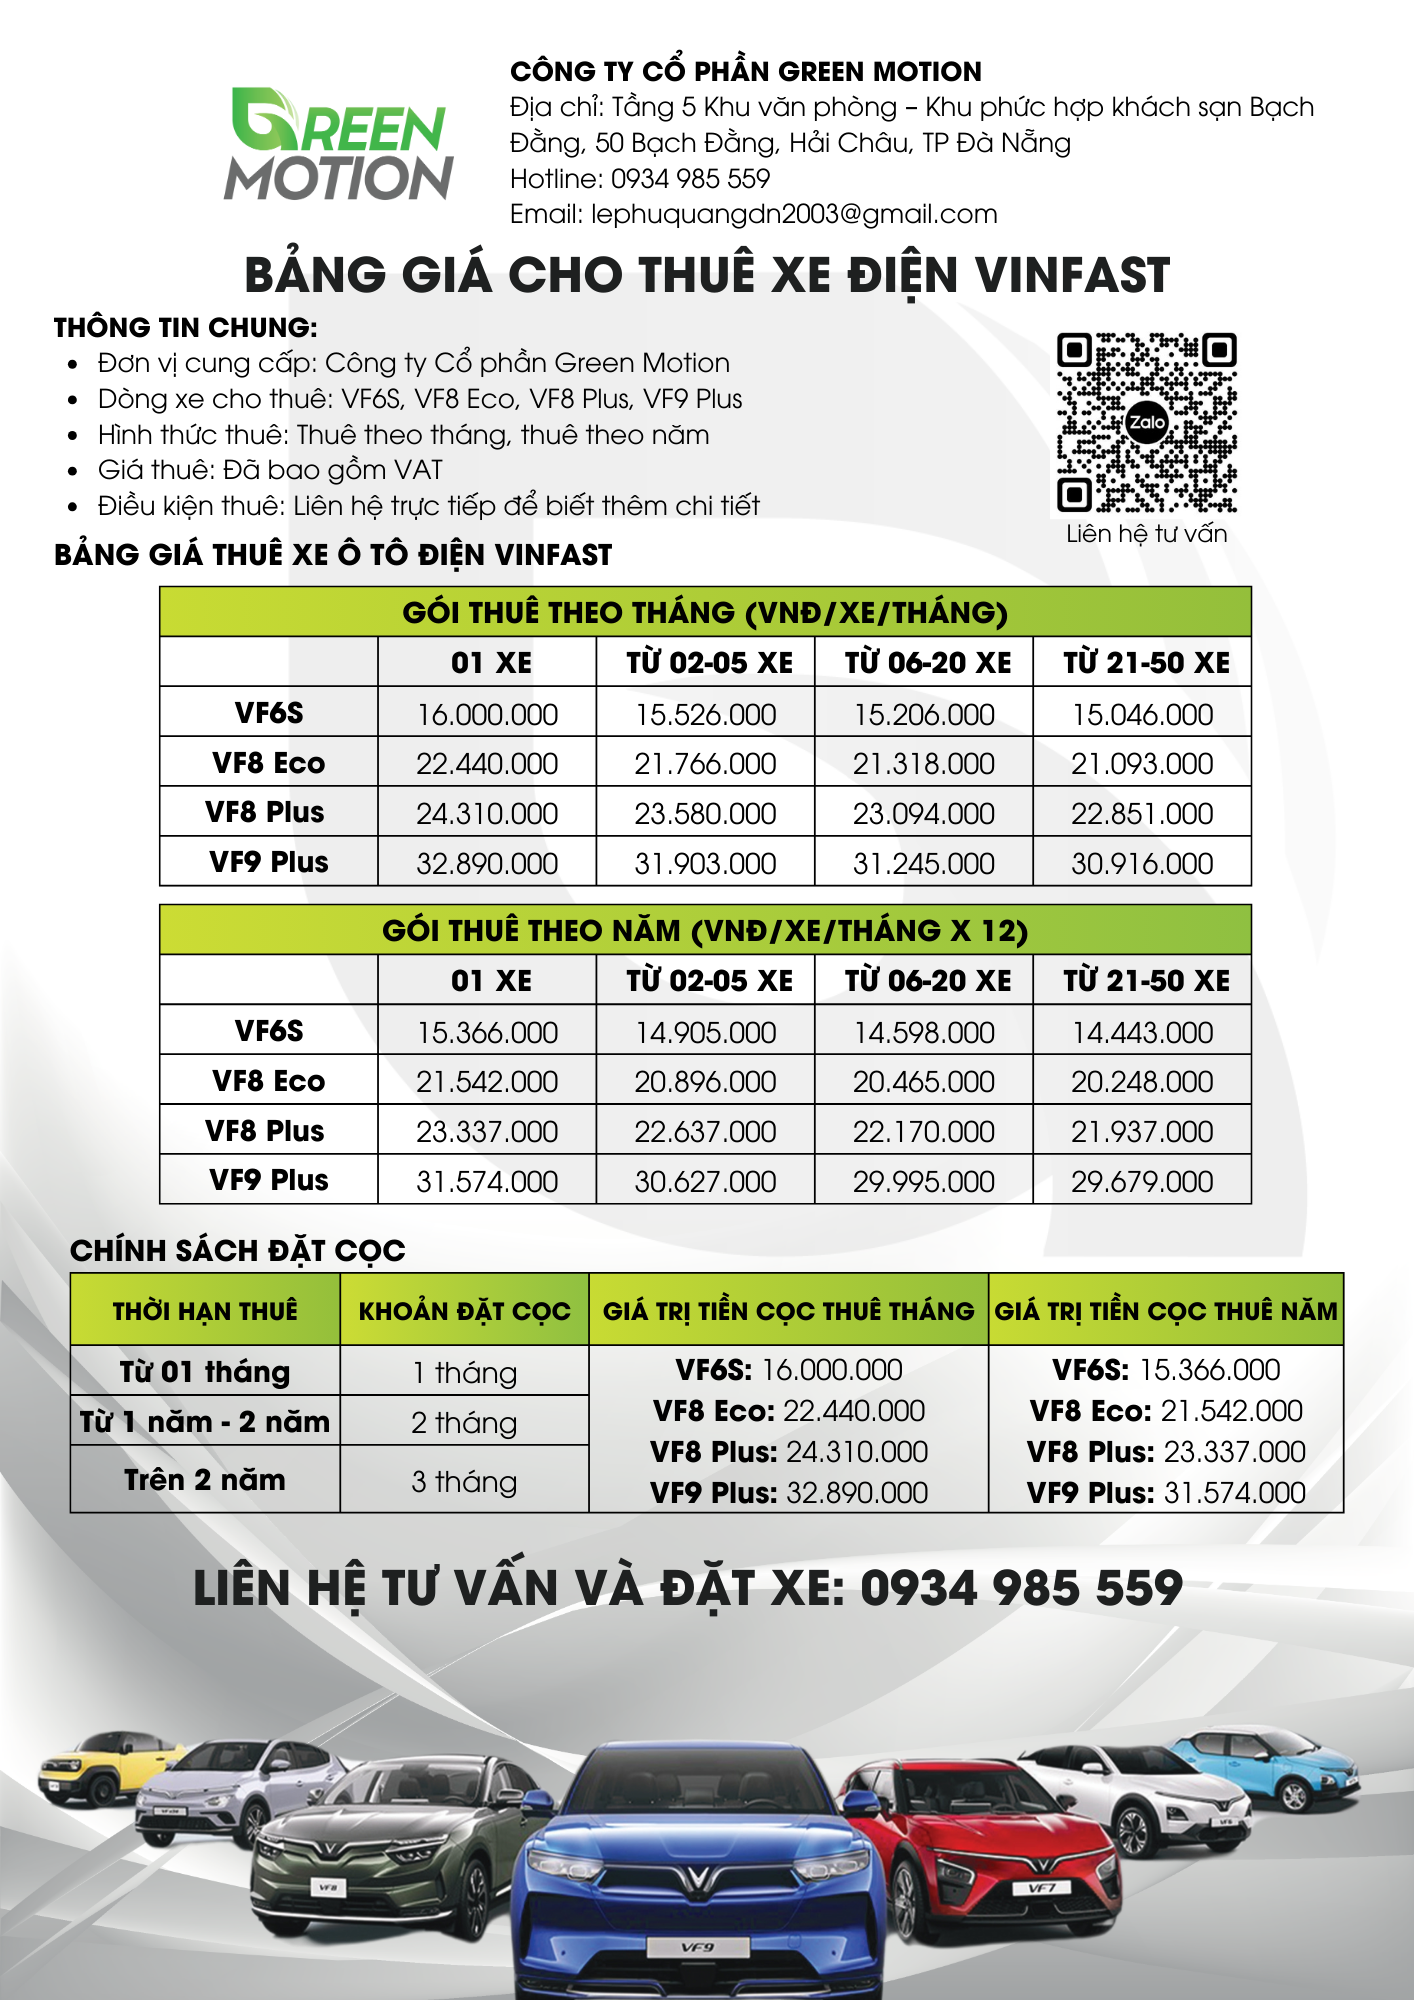 GREEN
MOTION
CÔNG TY CỔ PHẦN GREEN MOTION
Địa chỉ: Tầng 5 Khu văn phòng – Khu phức hợp khách sạn Bạch
Đằng, 50 Bạch Đằng, Hải Châu, TP Đà Nẵng
Hotline: 0934 985 559
Email: lephuquangdn2003@gmail.com
BẢNG GIÁ CHO THUÊ XE ĐIỆN VINFAST
THÔNG TIN CHUNG:
• Đơn vị cung cấp: Công ty Cổ phần Green Motion
• Dòng xe cho thuê: VF6S, VF8 Eco, VF8 Plus, VF9 Plus
• Hình thức thuê: Thuê theo tháng, thuê theo năm
• Giá thuê: Đã bao gồm VAT
• Điều kiện thuê: Liên hệ trực tiếp để biết thêm chi tiết
Zalo
Liên hệ tư vấn
BẢNG GIÁ THUÊ XE Ô TÔ ĐIỆN VINFAST
GÓI THUÊ THEO THÁNG (VNĐ/XE/THÁNG)
01 XE TỪ 02-05 XE TỪ 06-20 XE TỪ 21-50 XE
VF6S 16.000.000 15.526.000 15.206.000 15.046.000
VF8 Eco 22.440.000 21.766.000 21.318.000 21.093.000
VF8 Plus 24.310.000 23.580.000 23.094.000 22.851.000
VF9 Plus 32.890.000 31.903.000 31.245.000 30.916.000
GÓI THUÊ THEO NĂM (VNĐ/XE/THÁNG X 12)
01 XE TỪ 02-05 XE TỪ 06-20 XE TỪ 21-50 XE
VF6S 15.366.000 14.905.000 14.598.000 14.443.000
VF8 Eco 21.542.000 20.896.000 20.465.000 20.248.000
VF8 Plus 23.337.000 22.637.000 22.170.000 21.937.000
VF9 Plus 31.574.000 30.627.000 29.995.000 29.679.000
CHÍNH SÁCH ĐẶT CỌC
THỜI HẠN THUÊ KHOẢN ĐẶT CỌC GIÁ TRỊ TIỀN CỌC THUÊ THÁNG GIÁ TRỊ TIỀN CỌC THUÊ NĂM
Từ 01 tháng 1 tháng
Từ 1 năm - 2 năm 2 tháng
Trên 2 năm 3 tháng
VF6S: 16.000.000
VF8 Eco: 22.440.000
VF8 Plus: 24.310.000
VF9 Plus: 32.890.000
VF6S: 15.366.000
VF8 Eco: 21.542.000
VF8 Plus: 23.337.000
VF9 Plus: 31.574.000
LIÊN HỆ TƯ VẤN VÀ ĐẶT XE: 0934 985 559
VF8
VF9
VF7